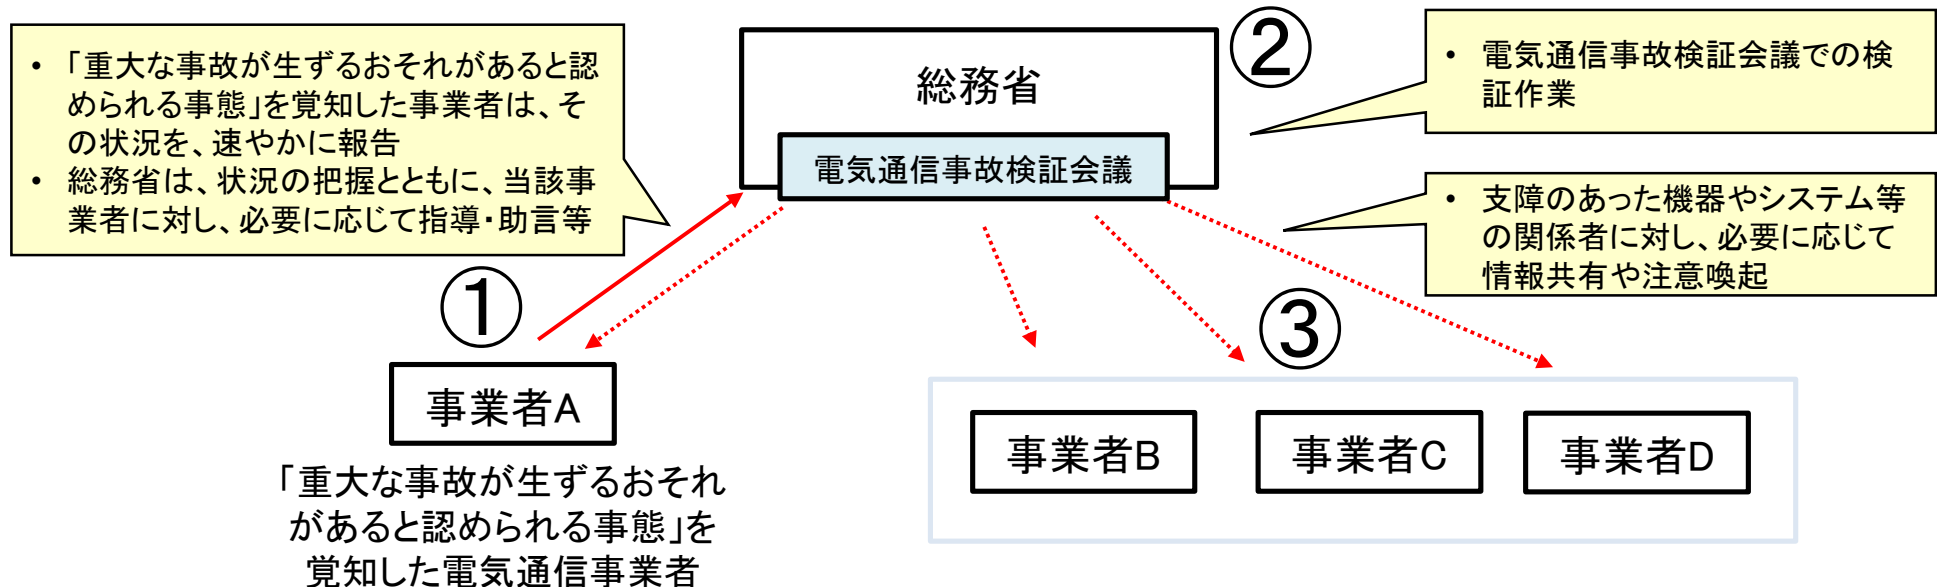 • 「重大な事故が生ずるおそれがあると認
められる事態」を覚知した事業者は、そ
の状況を、速やかに報告
• 総務省は、状況の把握とともに、当該事
業者に対し、必要に応じて指導・助言等
総務省
電気通信事故検証会議
②
• 電気通信事故検証会議での検
証作業
• 支障のあった機器やシステム等
の関係者に対し、必要に応じて
情報共有や注意喚起
①
③
事業者A
「重大な事故が生ずるおそれ
があると認められる事態」を
覚知した電気通信事業者
事業者B
事業者C
事業者D